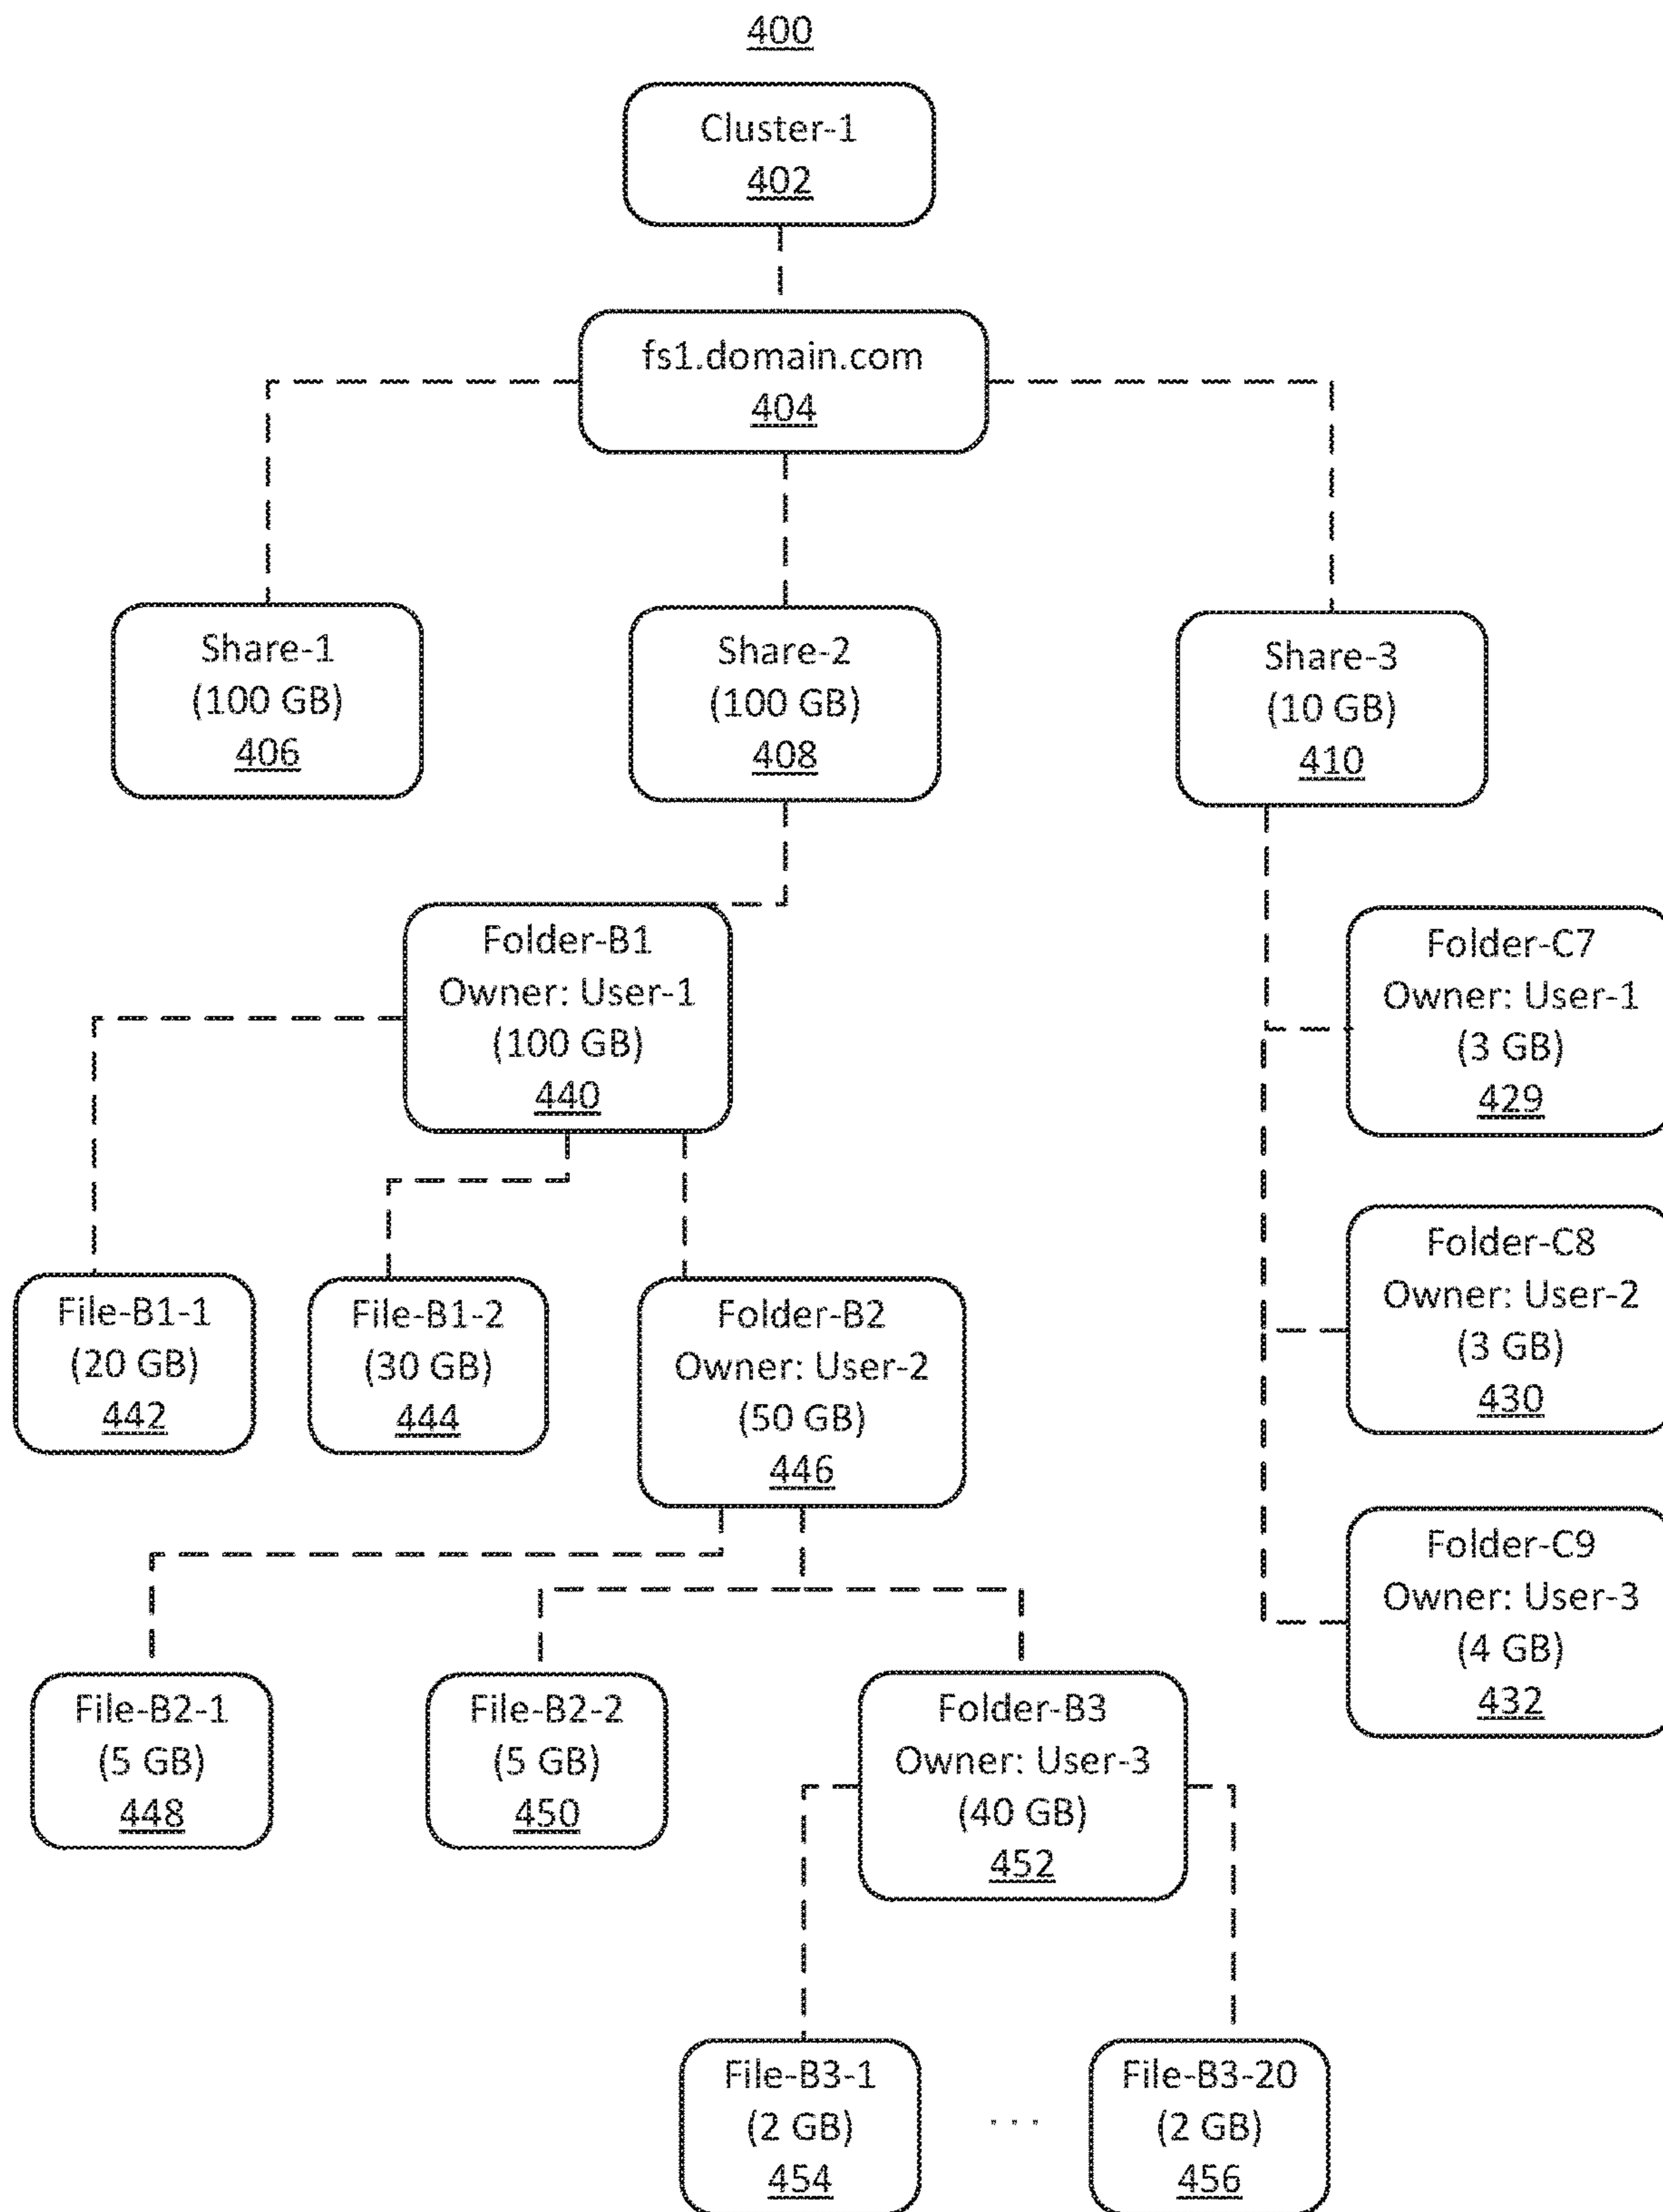 400
Cluster-1
402
fs1.domain.com
404
Share-1
(100 GB)
406
Share-2
(100 GB)
408
Share-3
(10 GB)
410
Folder-B1
Owner: User-1
(100 GB)
440
Folder-C7
Owner: User-1
(3 GB)
429
File-B1-1
(20 GB)
442
File-B1-2
(30 GB)
444
Folder-B2
Owner: User-2
(50 GB)
446
Folder-C8
Owner: User-2
(3 GB)
430
Folder-C9
Owner: User-3
(4 GB)
432
File-B2-1
(5 GB)
448
File-B2-2
(5 GB)
450
Folder-B3
Owner: User-3
(40 GB)
452
File-B3-1
(2 GB)
454
...
File-B3-20
(2 GB)
456